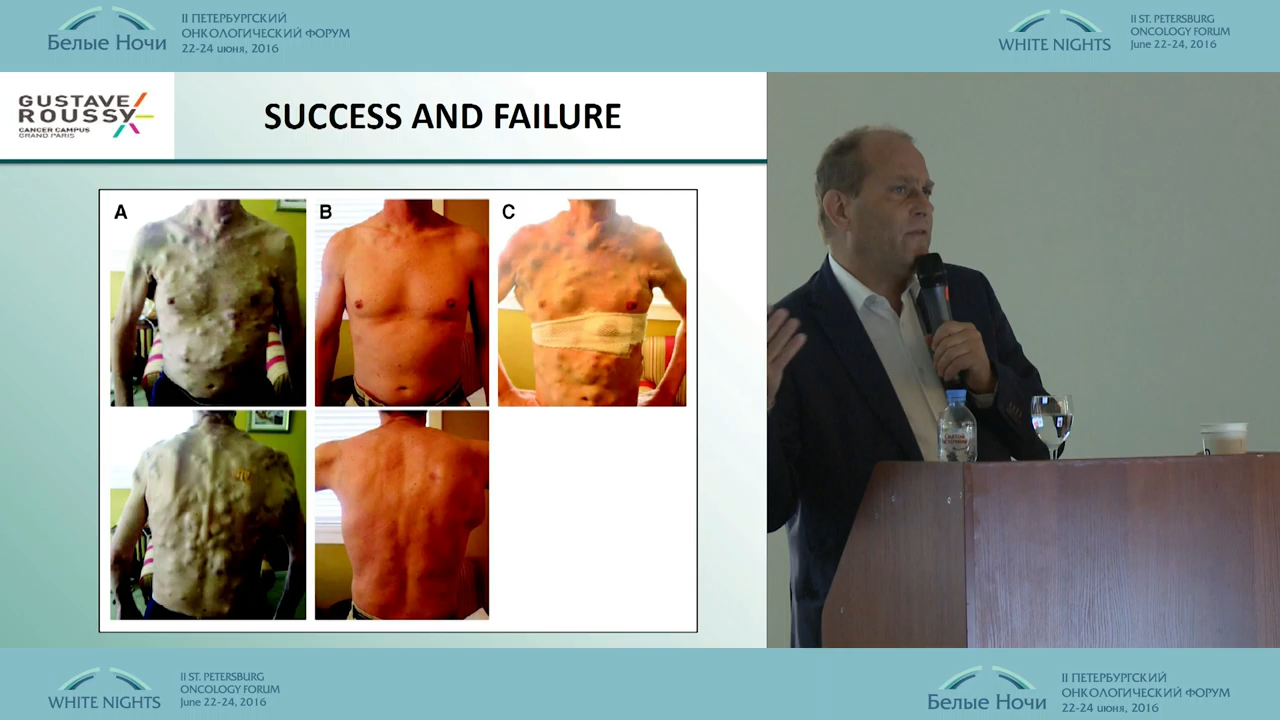 II ПЕТЕРБУРГСКИЙ
ОНКОЛОГИЧЕСКИЙ ФОРУМ
Белые Ночи
22-24 июня, 2016
II ST. PETERSBURG
ONCOLOGY FORUM
WHITE NIGHTS
June 22-24, 2016
GUSTAVE
ROUSSY
CANCER CAMPUS
GRAND PARIS
SUCCESS AND FAILURE
A
B
C
II ST. PETERSBURG
ONCOLOGY FORUM
WHITE NIGHTS
June 22-24, 2016
II ПЕТЕРБУРГСКИЙ
ОНКОЛОГИЧЕСКИЙ ФОРУМ
Белые Ночи
22-24 июня, 2016